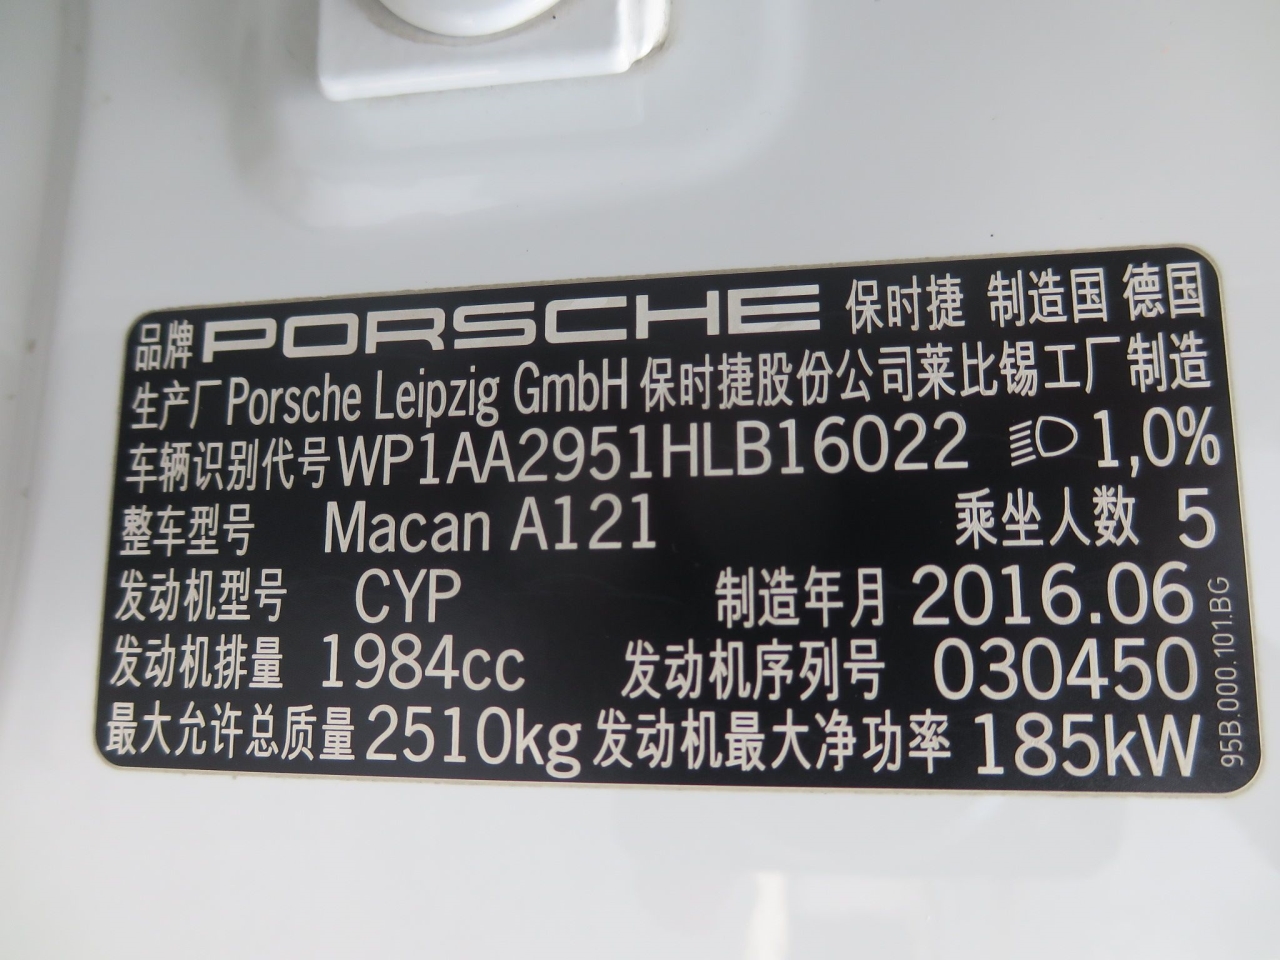 品牌 PORSCHE 保时捷 制造国 德国
生产厂 Porsche Leipzig GmbH 保时捷股份公司莱比锡工厂 制造
车辆识别代号 WP1AA2951HLB16022 1,0%
整车型号 Macan A121 乘坐人数 5
发动机型号 CYP 制造年月 2016.06
发动机排量 1984cc 发动机序列号 030450
最大允许总质量 2510kg 发动机最大净功率 185kW
95B.000.101.BG